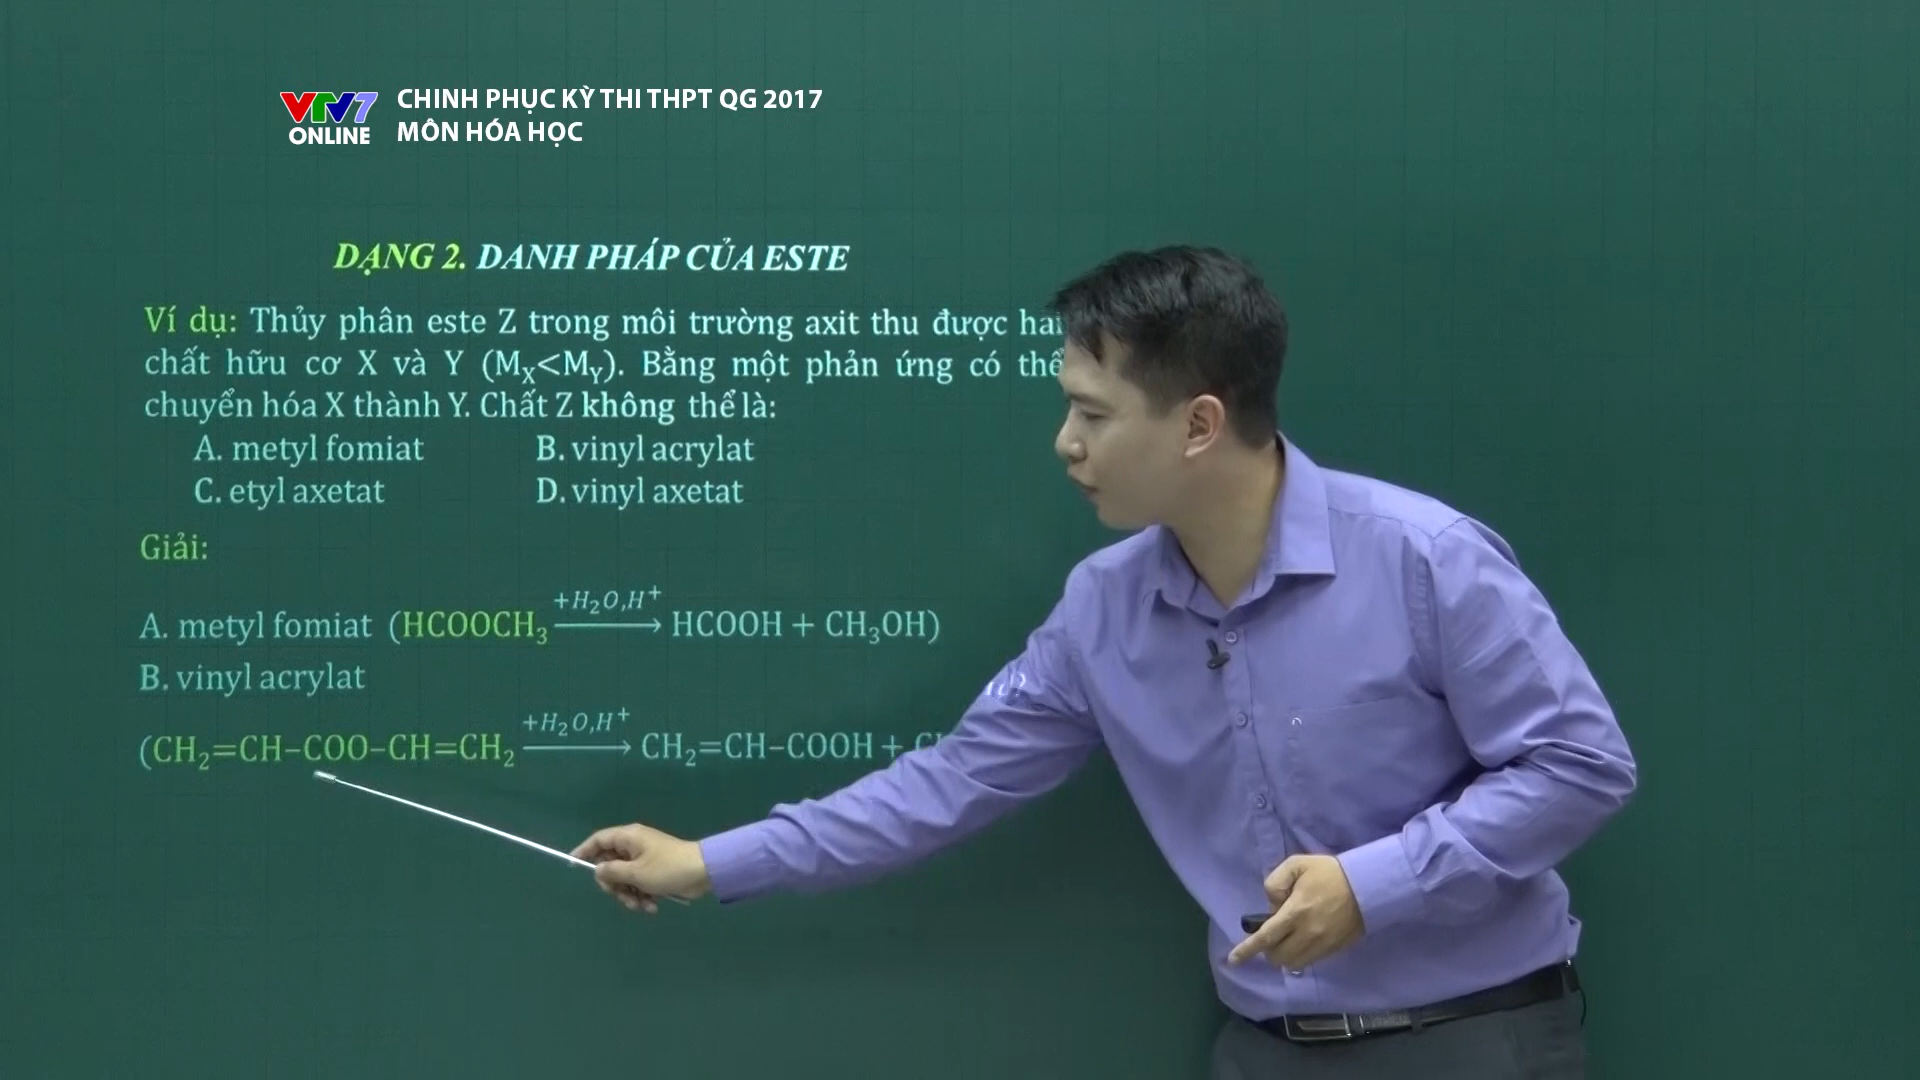 VTV7
ONLINE
CHINH PHỤC KỲ THI THPT QG 2017
MÔN HÓA HỌC
DẠNG 2. DANH PHÁP CỦA ESTE
Ví dụ: Thủy phân este Z trong môi trường axit thu được hai
chất hữu cơ X và Y (M_X<M_Y). Bằng một phản ứng có thể
chuyển hóa X thành Y. Chất Z không thể là:
A. metyl fomiat B. vinyl acrylat
C. etyl axetat D. vinyl axetat
Giải:
A. metyl fomiat (HCOOCH₃ +H₂O,H⁺ → HCOOH + CH₃OH)
B. vinyl acrylat
(CH₂=CH–COO–CH=CH₂ +H₂O,H⁺ → CH₂=CH–COOH +